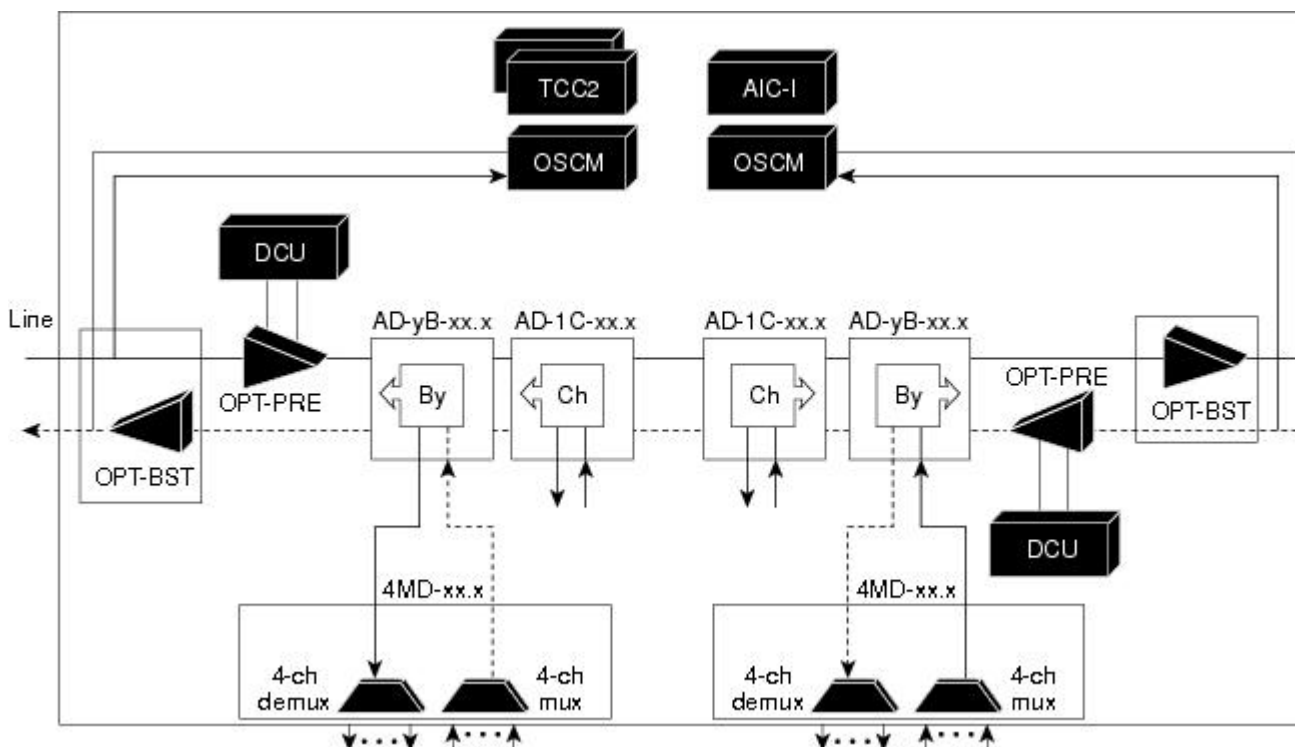 TCC2
AIC-I
OSCM
OSCM
DCU
Line
AD-yB-xx.x
AD-1C-xx.x
AD-1C-xx.x
AD-yB-xx.x
By
Ch
Ch
By
OPT-PRE
OPT-PRE
OPT-BST
OPT-BST
DCU
4MD-xx.x
4MD-xx.x
4-ch
demux
4-ch
mux
4-ch
demux
4-ch
mux